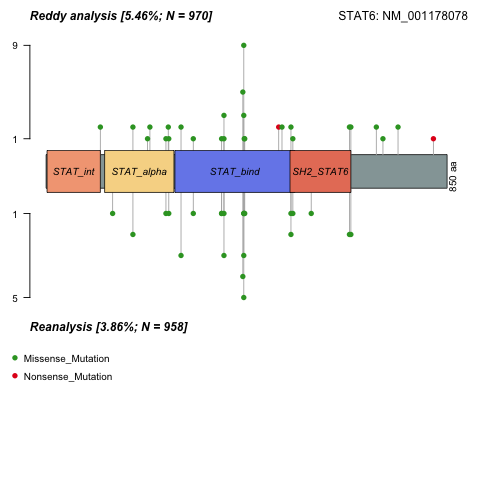 Reddy analysis [5.46%; N = 970]
STAT6: NM_001178078
9
1
STAT_int
STAT_alpha
STAT_bind
SH2_STAT6
850 aa
1
5
Reanalysis [3.86%; N = 958]
Missense_Mutation
Nonsense_Mutation